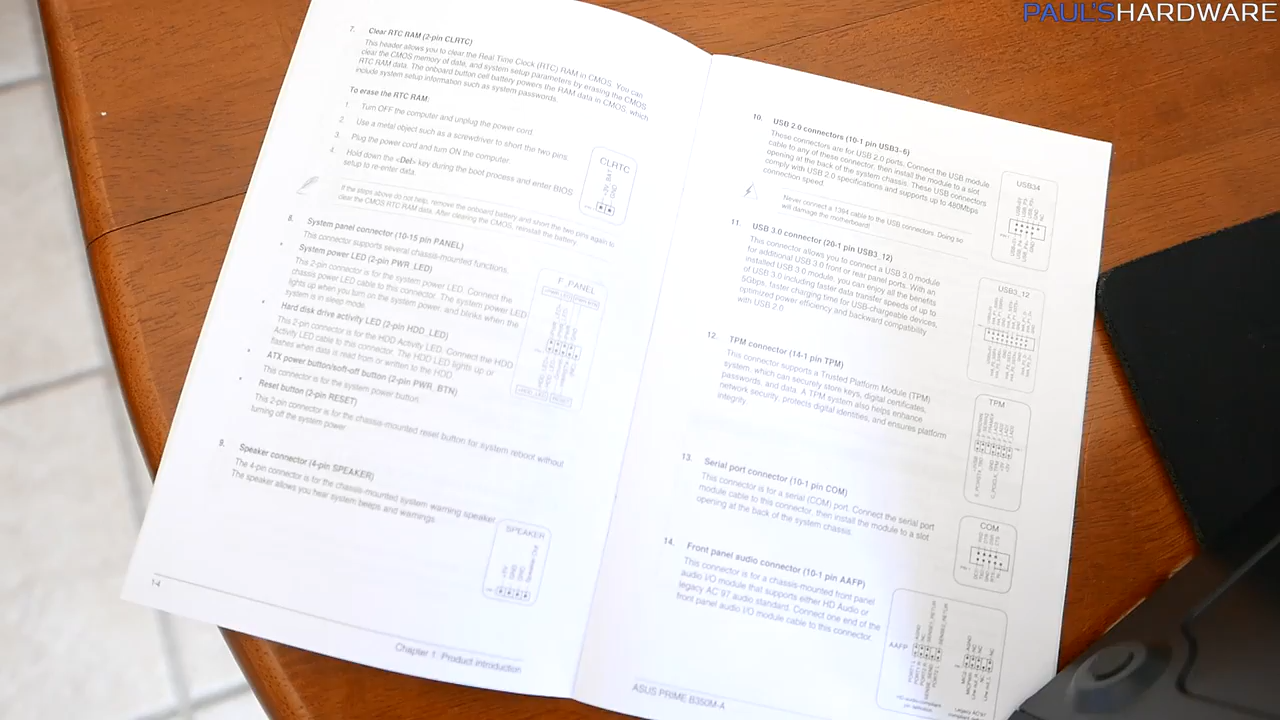 PAUL'SHARDWARE
7. Clear RTC RAM (2-pin CLRTC)
This header allows you to clear the Real Time Clock (RTC) RAM in CMOS. You can
clear the CMOS memory of date, and system setup parameters by erasing the CMOS
RTC RAM data. The onboard button cell battery powers the RAM data in CMOS, which
include system setup information such as system passwords.
To erase the RTC RAM:
1. Turn OFF the computer and unplug the power cord.
2. Use a metal object such as a screwdriver to short the two pins.
3. Plug the power cord and turn ON the computer.
4. Hold down the <Del> key during the boot process and enter BIOS
setup to re-enter data.
CLRTC
+3V_BAT
GND
If the steps above do not help, remove the onboard battery and short the two pins again to
clear the CMOS RTC RAM data. After clearing the CMOS, reinstall the battery.
8. System panel connector (10-15 pin PANEL)
This connector supports several chassis-mounted functions.
• System power LED (2-pin PWR_LED)
This 2-pin connector is for the system power LED. Connect the
chassis power LED cable to this connector. The system power LED
lights up when you turn on the system power, and blinks when the
system is in sleep mode.
• Hard disk drive activity LED (2-pin HDD_LED)
This 2-pin connector is for the HDD Activity LED. Connect the HDD
Activity LED cable to this connector. The HDD LED lights up or
flashes when data is read from or written to the HDD.
• ATX power button/soft-off button (2-pin PWR_BTN)
This connector is for the system power button.
• Reset button (2-pin RESET)
This 2-pin connector is for the chassis-mounted reset button for system reboot without
turning off the system power.
F_PANEL
9. Speaker connector (4-pin SPEAKER)
The 4-pin connector is for the chassis-mounted system warning speaker.
The speaker allows you hear system beeps and warnings.
SPEAKER
+5V
GND
GND
Speaker Out
1-4
Chapter 1: Product introduction
10. USB 2.0 connectors (10-1 pin USB3-6)
These connectors are for USB 2.0 ports. Connect the USB module
cable to any of these connector, then install the module to a slot
opening at the back of the system chassis. These USB connectors
comply with USB 2.0 specifications and supports up to 480Mbps
connection speed.
USB34
Never connect a 1394 cable to the USB connectors. Doing so
will damage the motherboard!
11. USB 3.0 connector (20-1 pin USB3_12)
This connector allows you to connect a USB 3.0 module
for additional USB 3.0 front or rear panel ports. With an
installed USB 3.0 module, you can enjoy all the benefits
of USB 3.0 including faster data transfer speeds of up to
5Gbps, faster charging time for USB-chargeable devices,
optimized power efficiency and backward compatibility
with USB 2.0.
USB3_12
12. TPM connector (14-1 pin TPM)
This connector supports a Trusted Platform Module (TPM)
system, which can securely store keys, digital certificates,
passwords, and data. A TPM system also helps enhance
network security, protects digital identities, and ensures platform
integrity.
TPM
13. Serial port connector (10-1 pin COM)
This connector is for a serial (COM) port. Connect the serial port
module cable to this connector, then install the module to a slot
opening at the back of the system chassis.
COM
14. Front panel audio connector (10-1 pin AAFP)
This connector is for a chassis-mounted front panel
audio I/O module that supports either HD Audio or
legacy AC`97 audio standard. Connect one end of the
front panel audio I/O module cable to this connector.
AAFP
HD-audio-compliant
pin definition
Legacy AC'97
ASUS PRIME B350M-A